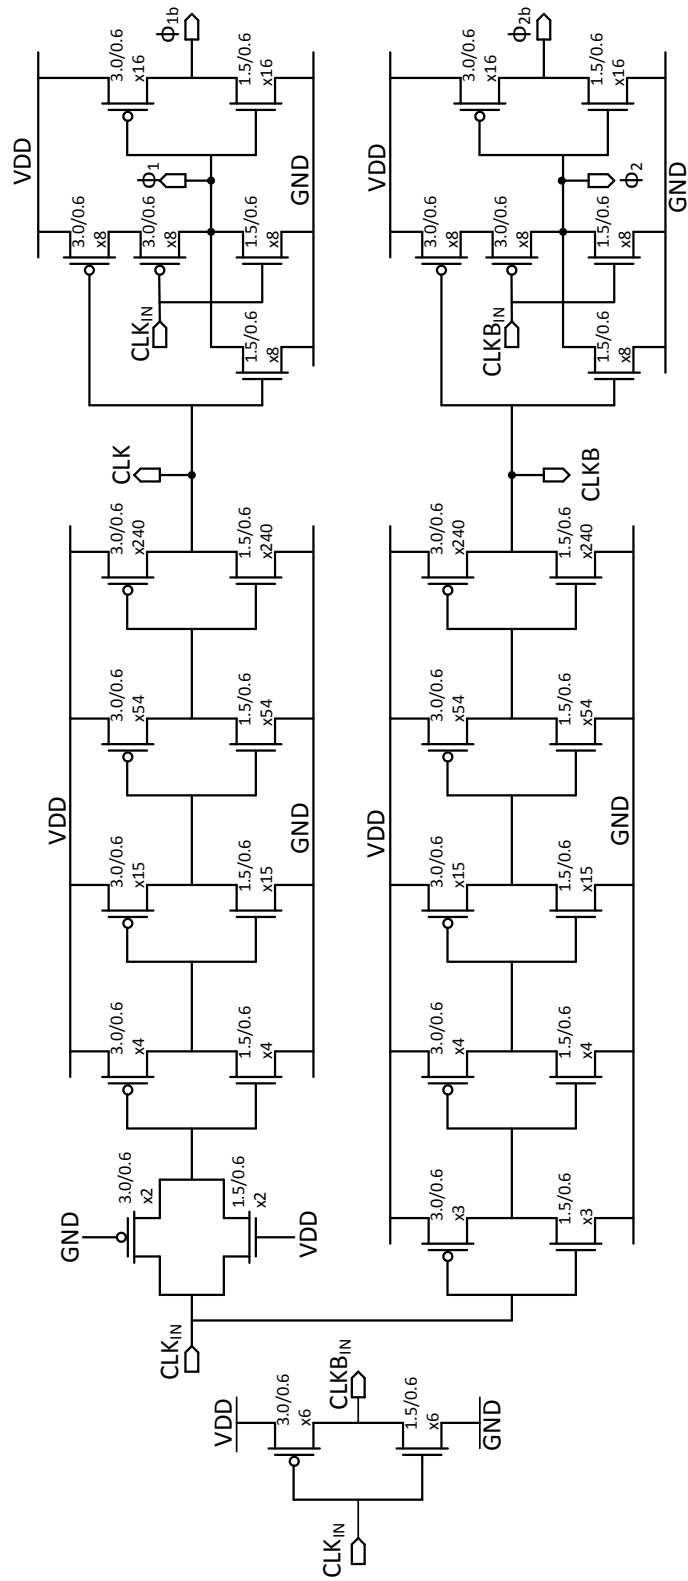 VDD
3.0/0.6
x6
CLK_IN
CLKB_IN
1.5/0.6
x6
GND
CLK_IN
GND
3.0/0.6
x2
1.5/0.6
x2
VDD
VDD
3.0/0.6
x4
3.0/0.6
x15
3.0/0.6
x54
3.0/0.6
x240
1.5/0.6
x4
1.5/0.6
x15
1.5/0.6
x54
1.5/0.6
x240
GND
CLK
VDD
3.0/0.6
x8
3.0/0.6
x8
CLK_IN
1.5/0.6
x8
1.5/0.6
x8
ϕ1
GND
3.0/0.6
x16
ϕ1b
1.5/0.6
x16
VDD
3.0/0.6
x3
3.0/0.6
x4
3.0/0.6
x15
3.0/0.6
x54
3.0/0.6
x240
1.5/0.6
x3
1.5/0.6
x4
1.5/0.6
x15
1.5/0.6
x54
1.5/0.6
x240
GND
CLKB
VDD
3.0/0.6
x8
3.0/0.6
x8
CLKB_IN
1.5/0.6
x8
1.5/0.6
x8
ϕ2
GND
3.0/0.6
x16
ϕ2b
1.5/0.6
x16